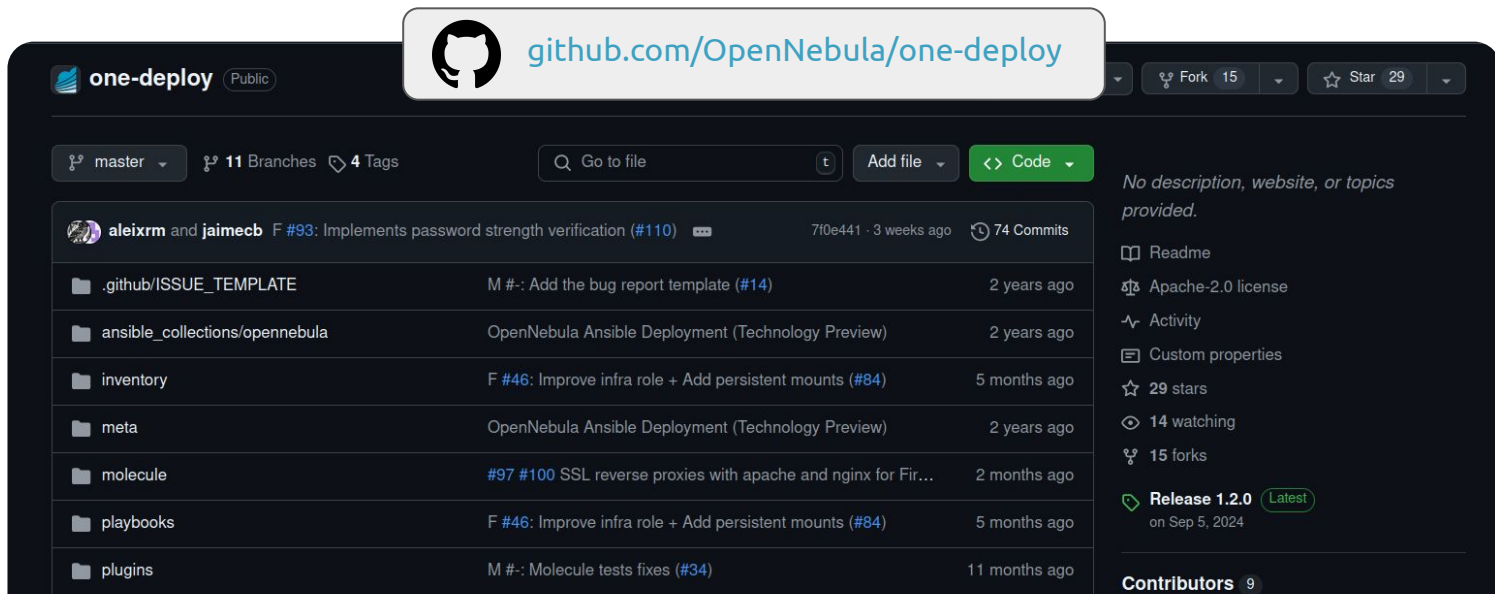 github.com/OpenNebula/one-deploy
one-deploy Public
Fork 15
Star 29
master 11 Branches 4 Tags
Go to file t
Add file
Code
aleixrm and jaimecb F #93: Implements password strength verification (#110) 7f0e441 · 3 weeks ago 74 Commits
.github/ISSUE_TEMPLATE M #-: Add the bug report template (#14) 2 years ago
ansible_collections/opennebula OpenNebula Ansible Deployment (Technology Preview) 2 years ago
inventory F #46: Improve infra role + Add persistent mounts (#84) 5 months ago
meta OpenNebula Ansible Deployment (Technology Preview) 2 years ago
molecule #97 #100 SSL reverse proxies with apache and nginx for Fir... 2 months ago
playbooks F #46: Improve infra role + Add persistent mounts (#84) 5 months ago
plugins M #-: Molecule tests fixes (#34) 11 months ago
No description, website, or topics
provided.
Readme
Apache-2.0 license
Activity
Custom properties
29 stars
14 watching
15 forks
Release 1.2.0 Latest
on Sep 5, 2024
Contributors 9